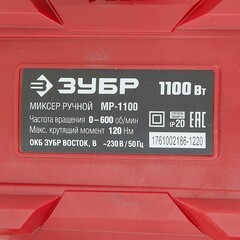 ЗУБР 1100 Вт
МИКСЕР РУЧНОЙ МР-1100
Частота вращения 0–600 об/мин
Макс. крутящий момент 120 Нм
ОКБ ЗУБР ВОСТОК, В ~230 В / 50 Гц
IP20 EAC
1761002186-1220